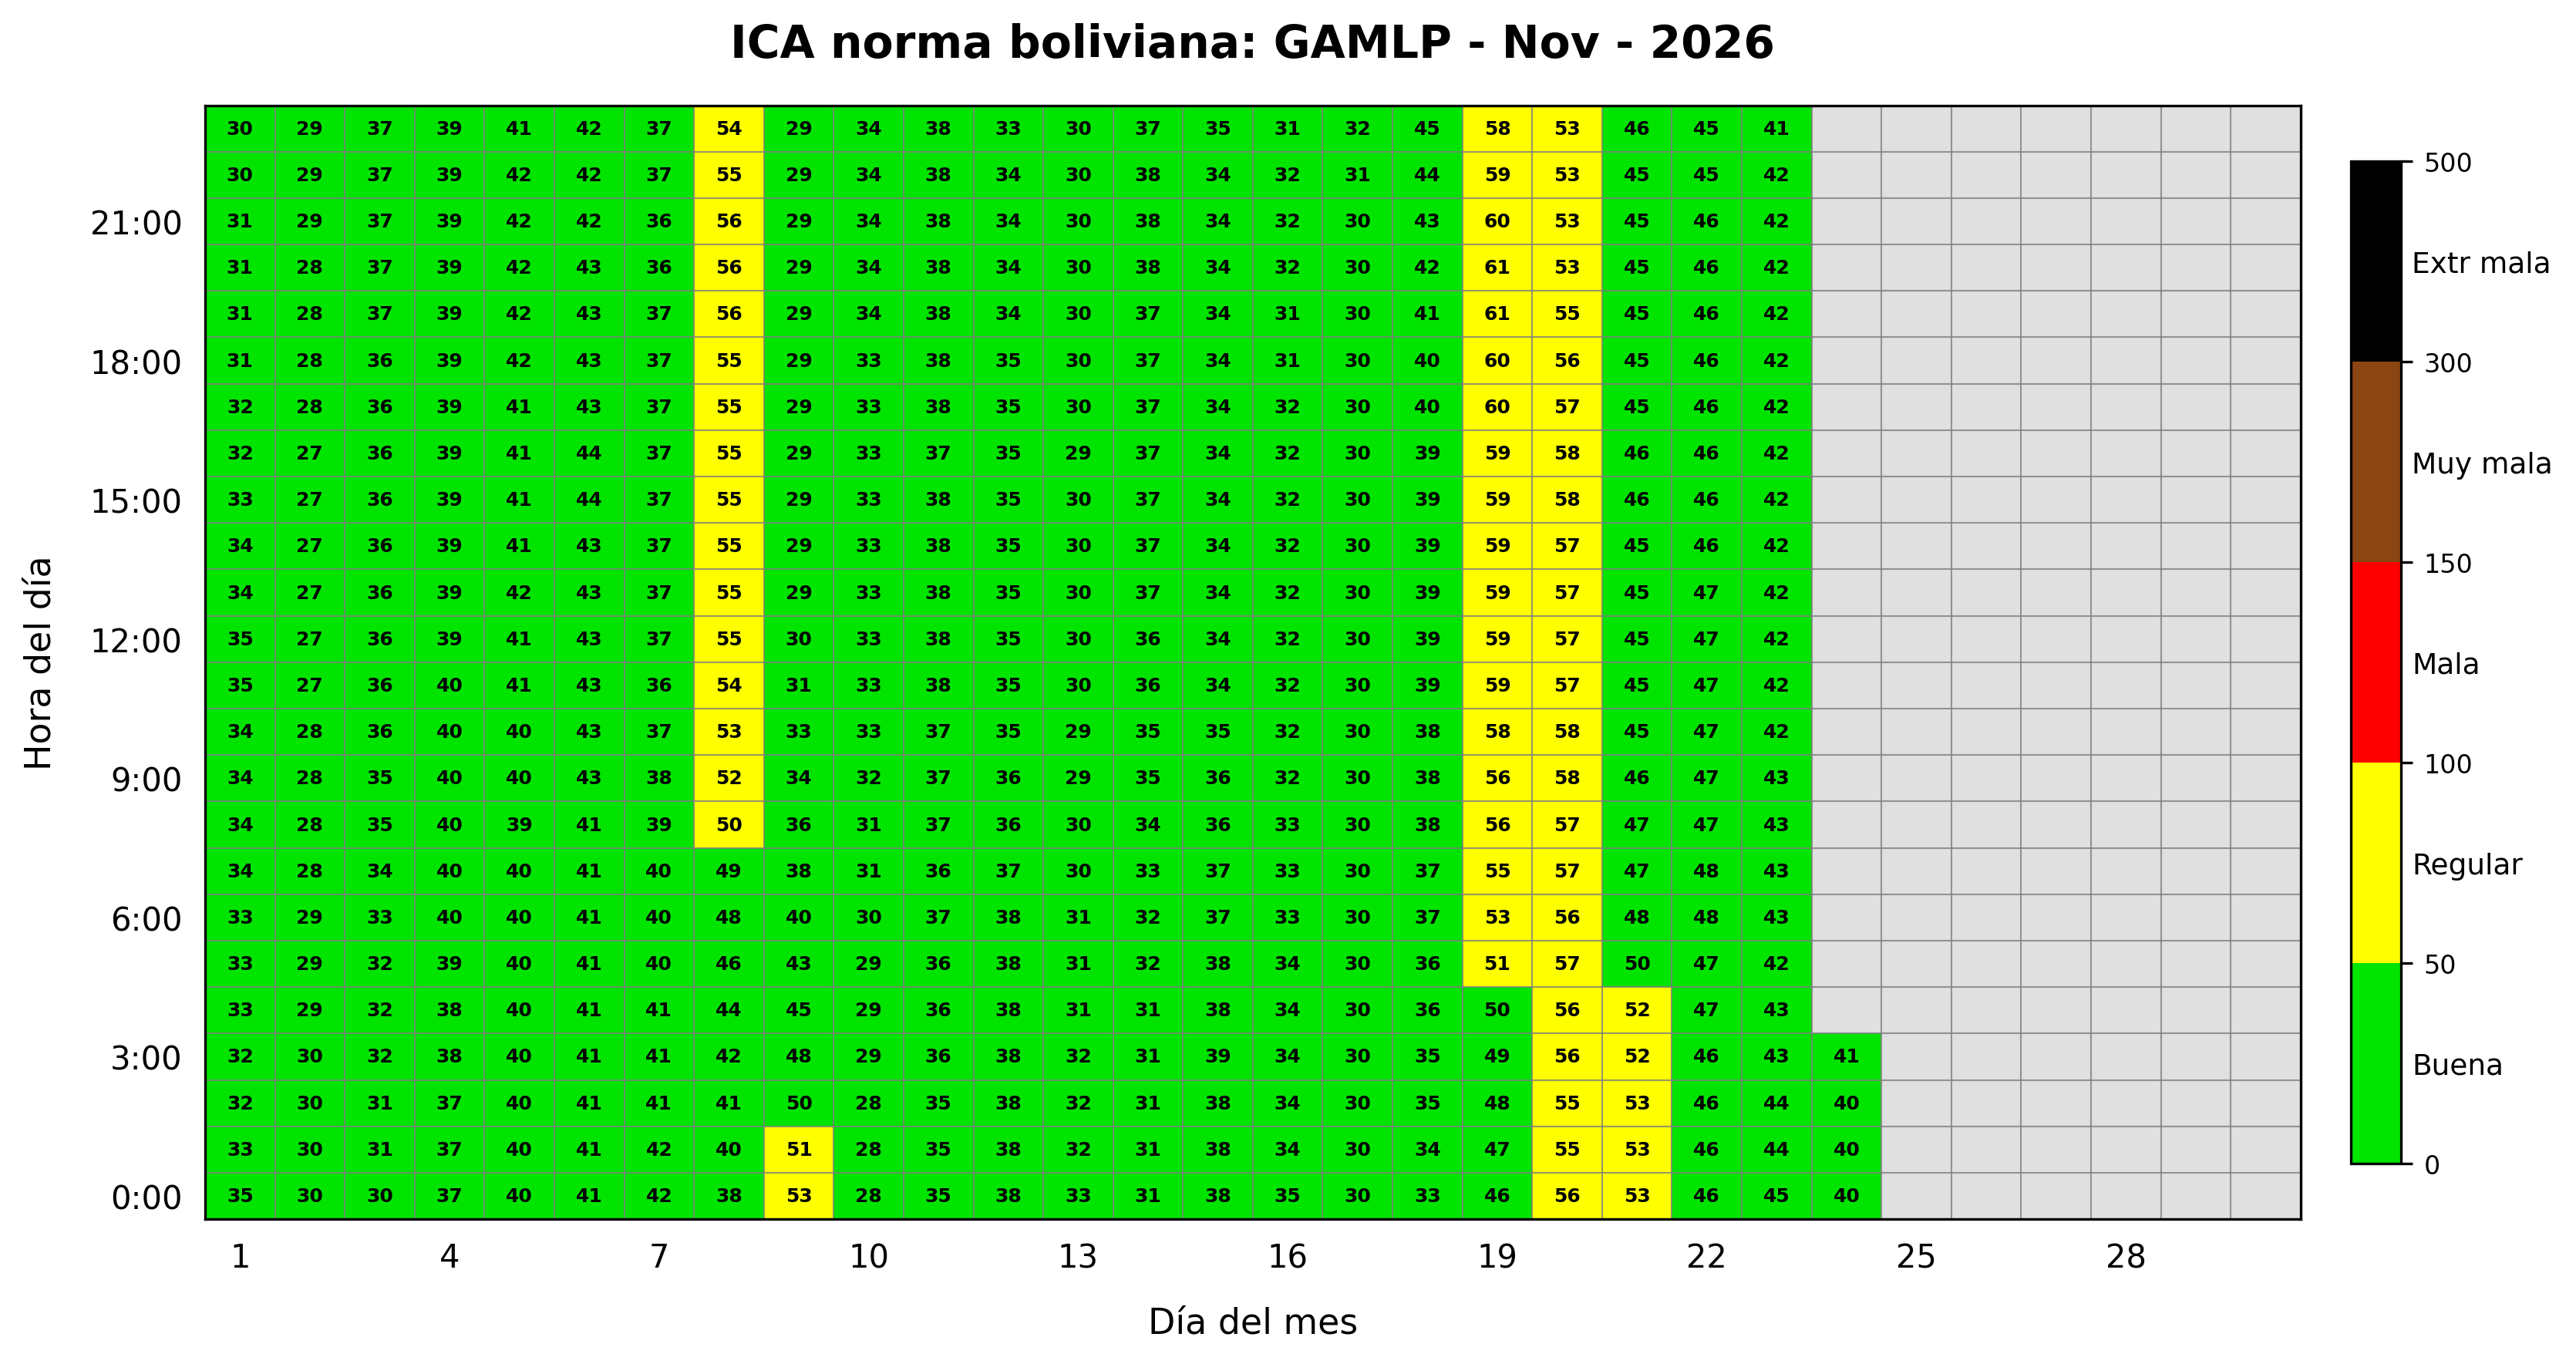 ICA norma boliviana: GAMLP - Nov - 2026
30 29 37 39 41 42 37 54 29 34 38 33 30 37 35 31 32 45 58 53 46 45 41
30 29 37 39 42 42 37 55 29 34 38 34 30 38 34 32 31 44 59 53 45 45 42
21:00 31 29 37 39 42 42 36 56 29 34 38 34 30 38 34 32 30 43 60 53 45 46 42
31 28 37 39 42 43 36 56 29 34 38 34 30 38 34 32 30 42 61 53 45 46 42
31 28 37 39 42 43 37 56 29 34 38 34 30 37 34 31 30 41 61 55 45 46 42
18:00 31 28 36 39 42 43 37 55 29 33 38 35 30 37 34 31 30 40 60 56 45 46 42
32 28 36 39 41 43 37 55 29 33 38 35 30 37 34 32 30 40 60 57 45 46 42
32 27 36 39 41 44 37 55 29 33 37 35 29 37 34 32 30 39 59 58 46 46 42
15:00 33 27 36 39 41 44 37 55 29 33 38 35 30 37 34 32 30 39 59 58 46 46 42
34 27 36 39 41 43 37 55 29 33 38 35 30 37 34 32 30 39 59 57 45 46 42
34 27 36 39 42 43 37 55 29 33 38 35 30 37 34 32 30 39 59 57 45 47 42
12:00 35 27 36 39 41 43 37 55 30 33 38 35 30 36 34 32 30 39 59 57 45 47 42
35 27 36 40 41 43 36 54 31 33 38 35 30 36 34 32 30 39 59 57 45 47 42
34 28 36 40 40 43 37 53 33 33 37 35 29 35 35 32 30 38 58 58 45 47 42
9:00 34 28 35 40 40 43 38 52 34 32 37 36 29 35 36 32 30 38 56 58 46 47 43
34 28 35 40 39 41 39 50 36 31 37 36 30 34 36 33 30 38 56 57 47 47 43
34 28 34 40 40 41 40 49 38 31 36 37 30 33 37 33 30 37 55 57 47 48 43
6:00 33 29 33 40 40 41 40 48 40 30 37 38 31 32 37 33 30 37 53 56 48 48 43
33 29 32 39 40 41 40 46 43 29 36 38 31 32 38 34 30 36 51 57 50 47 42
33 29 32 38 40 41 41 44 45 29 36 38 31 31 38 34 30 36 50 56 52 47 43
3:00 32 30 32 38 40 41 41 42 48 29 36 38 32 31 39 34 30 35 49 56 52 46 43 41
32 30 31 37 40 41 41 41 50 28 35 38 32 31 38 34 30 35 48 55 53 46 44 40
33 30 31 37 40 41 42 40 51 28 35 38 32 31 38 34 30 34 47 55 53 46 44 40
0:00 35 30 30 37 40 41 42 38 53 28 35 38 33 31 38 35 30 33 46 56 53 46 45 40
1 4 7 10 13 16 19 22 25 28
Día del mes
Hora del día
500
Extr mala
300
Muy mala
150
Mala
100
Regular
50
Buena
0